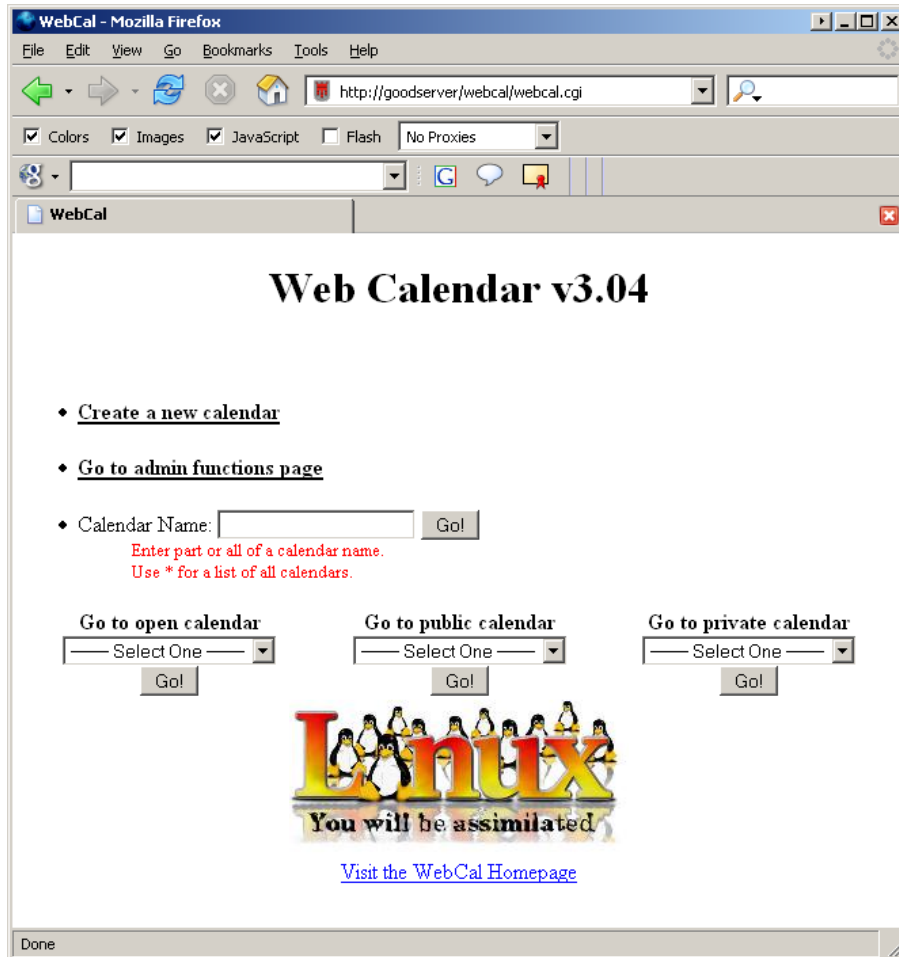 WebCal - Mozilla Firefox
File Edit View Go Bookmarks Tools Help
http://goodserver/webcal/webcal.cgi
Colors Images JavaScript Flash No Proxies
G
WebCal
Web Calendar v3.04
Create a new calendar
Go to admin functions page
Calendar Name: Go!
Enter part or all of a calendar name.
Use * for a list of all calendars.
Go to open calendar Go to public calendar Go to private calendar
—— Select One —— —— Select One —— —— Select One ——
Go! Go! Go!
Linux
You will be assimilated
Visit the WebCal Homepage
Done